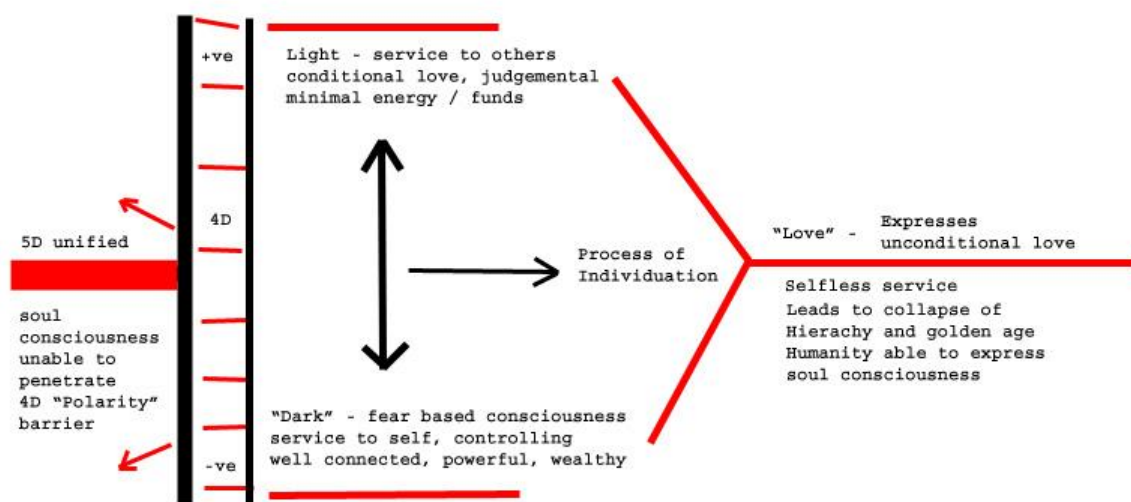 +ve
Light - service to others
conditional love, judgemental
minimal energy / funds
4D
5D unified
soul
consciousness
unable to
penetrate
4D “Polarity”
barrier
Process of
Individuation
“Love” - Expresses
unconditional love
Selfless service
Leads to collapse of
Hierachy and golden age
Humanity able to express
soul consciousness
“Dark” - fear based consciousness
service to self, controlling
well connected, powerful, wealthy
-ve